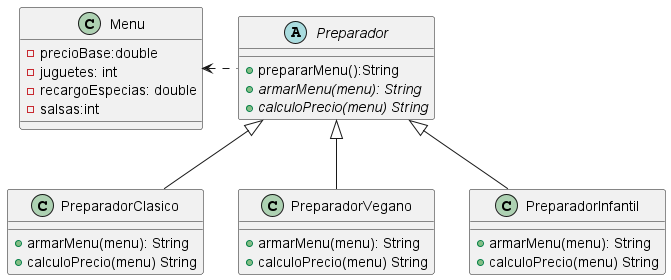 C Menu
precioBase:double
juguetes: int
recargoEspecias: double
salsas:int
A Preparador
prepararMenu():String
armarMenu(menu): String
calculoPrecio(menu) String
C PreparadorClasico
armarMenu(menu): String
calculoPrecio(menu) String
C PreparadorVegano
armarMenu(menu): String
calculoPrecio(menu) String
C PreparadorInfantil
armarMenu(menu): String
calculoPrecio(menu) String